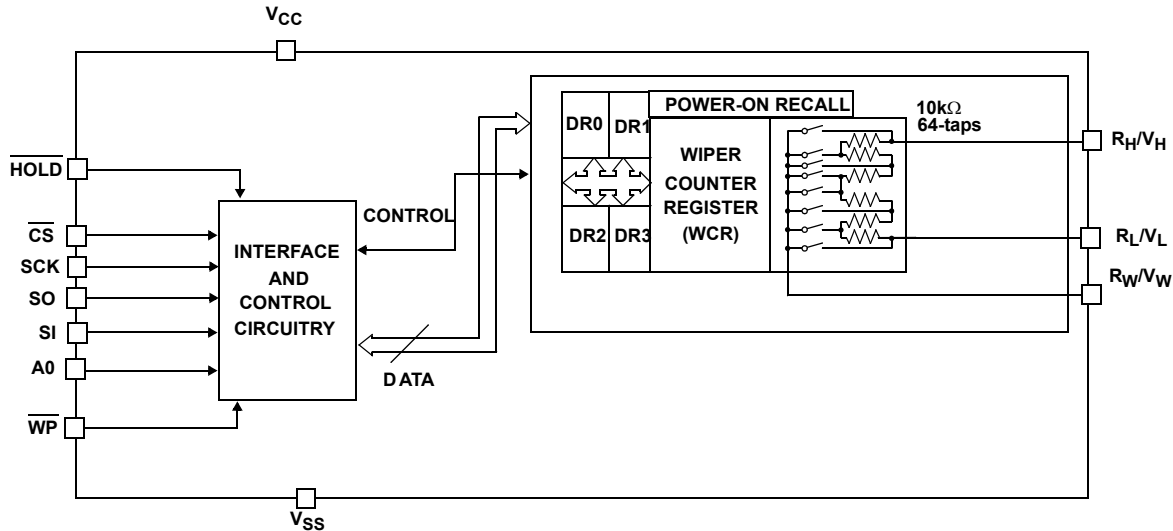 VCC
HOLD
CS
SCK
SO
SI
A0
WP
INTERFACE
AND
CONTROL
CIRCUITRY
CONTROL
DATA
DR0
DR1
DR2
DR3
POWER-ON RECALL
WIPER
COUNTER
REGISTER
(WCR)
10kΩ
64-taps
RH/VH
RL/VL
RW/VW
VSS